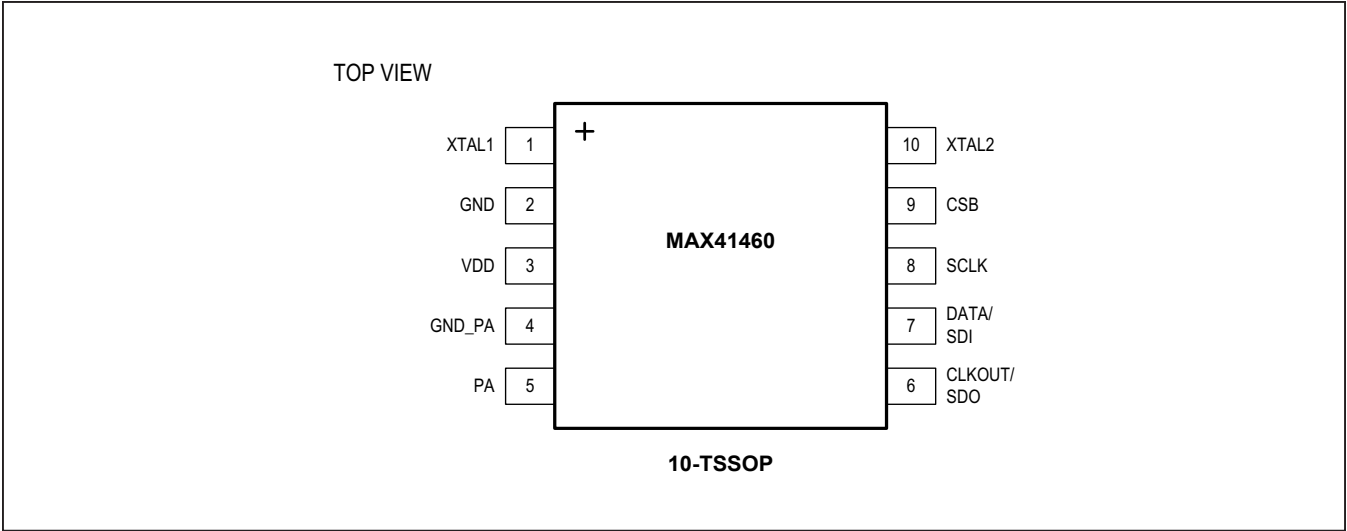 TOP VIEW
XTAL1 1
GND 2
VDD 3
GND_PA 4
PA 5
+
MAX41460
10 XTAL2
9 CSB
8 SCLK
7 DATA/
SDI
6 CLKOUT/
SDO
10-TSSOP